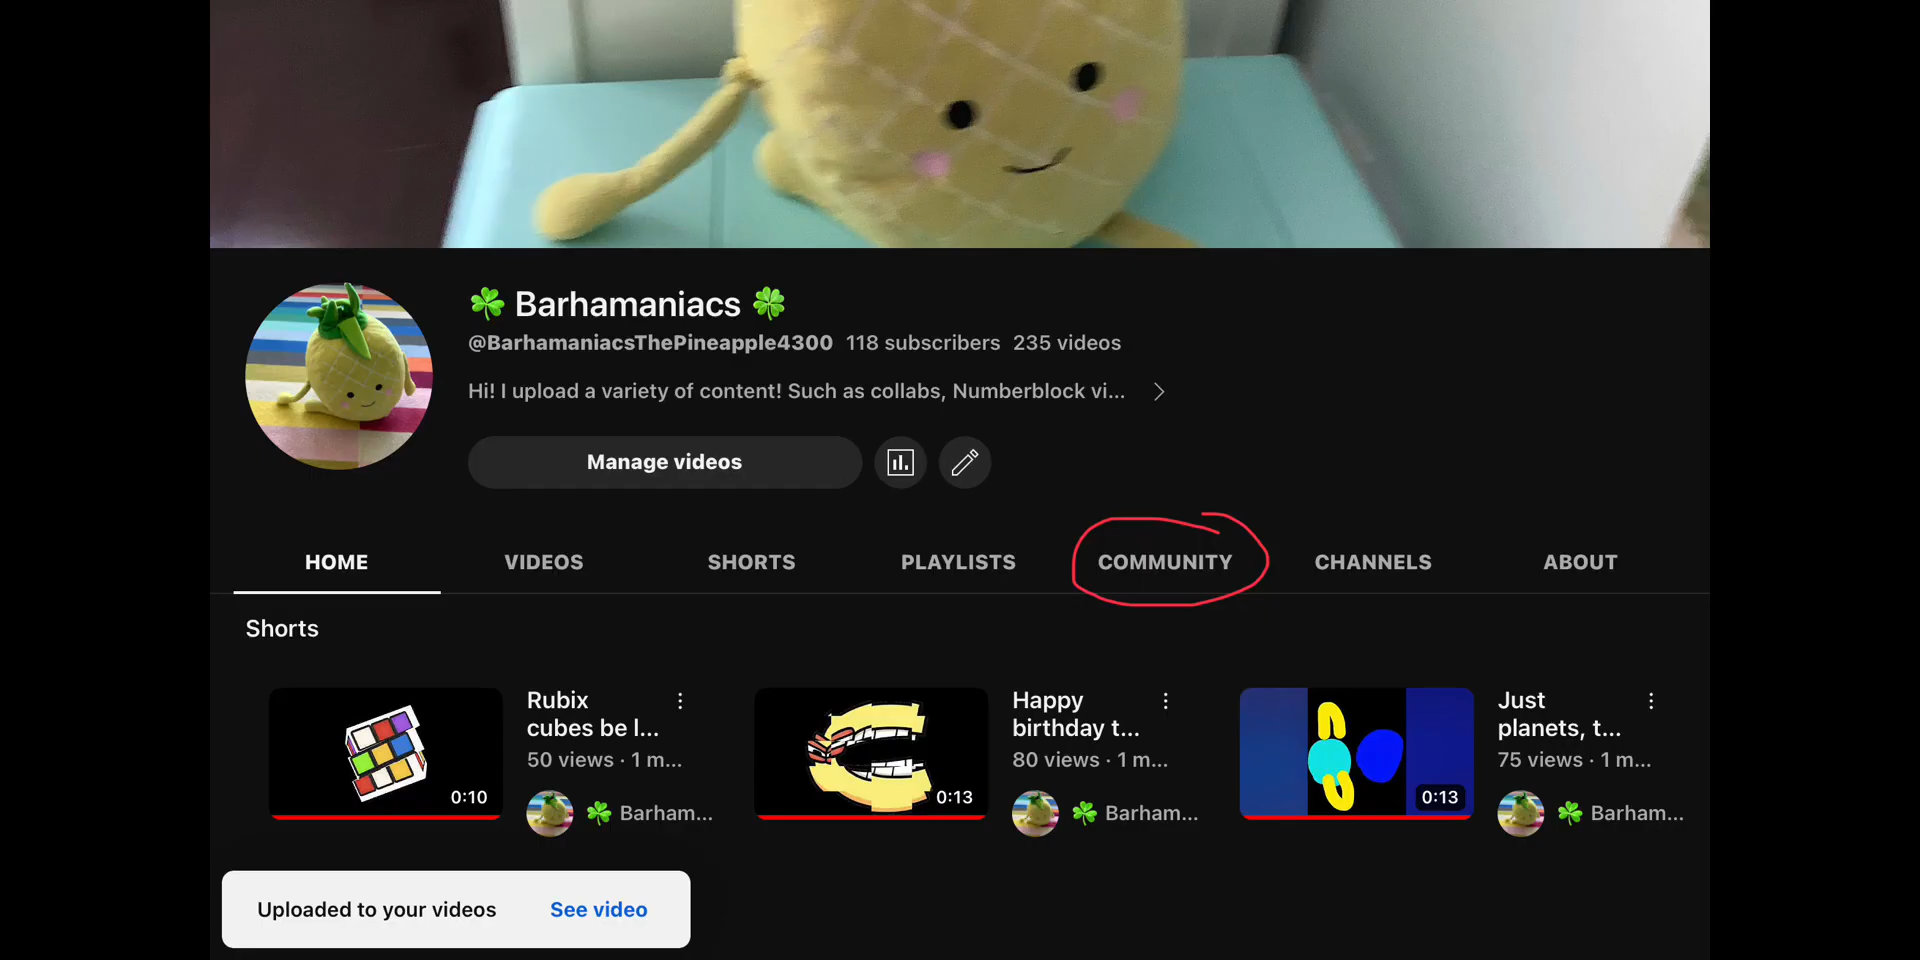 ☘️ Barhamaniacs 🍀
@BarhamaniacsThePineapple4300 118 subscribers 235 videos
Hi! I upload a variety of content! Such as collabs, Numberblock vi...
Manage videos
HOME VIDEOS SHORTS PLAYLISTS COMMUNITY CHANNELS ABOUT
Shorts
0:10
Rubix
cubes be l...
50 views · 1 m...
☘️ Barham...
0:13
Happy
birthday t...
80 views · 1 m...
☘️ Barham...
0:13
Just
planets, t...
75 views · 1 m...
☘️ Barham...
Uploaded to your videos See video